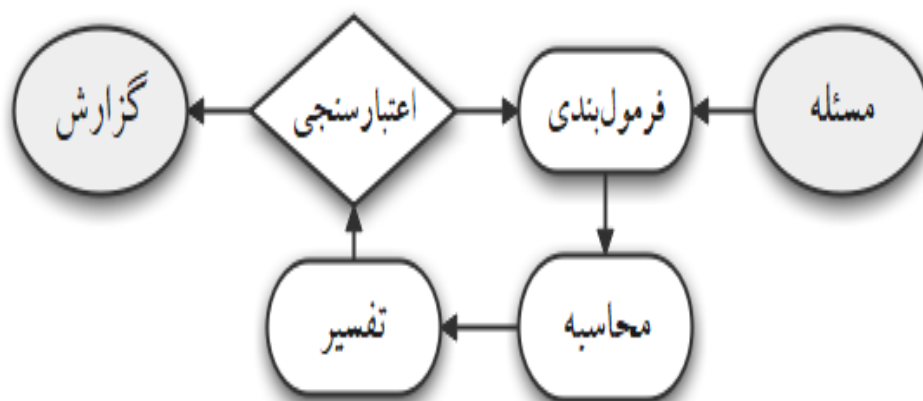 مسئله
فرمول‌بندی
اعتبارسنجی
گزارش
محاسبه
تفسیر